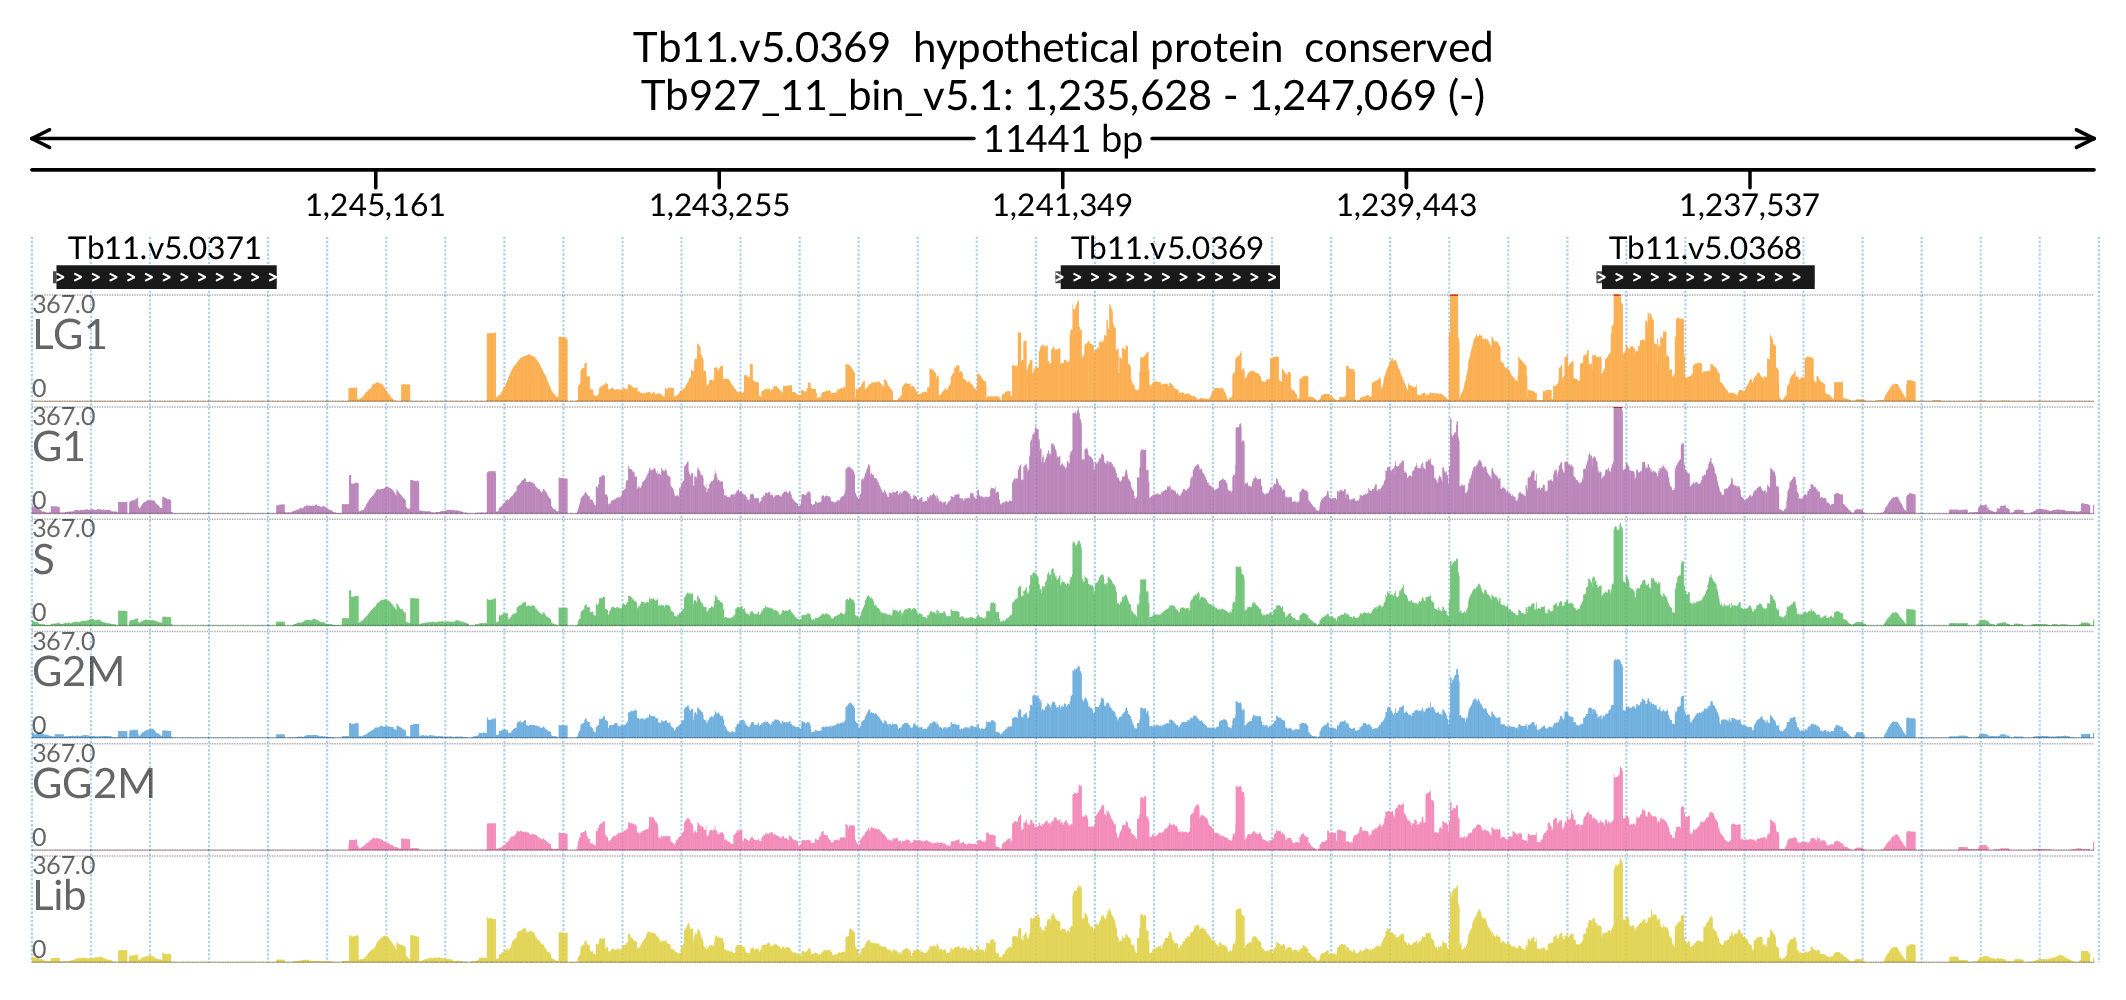 Tb11.v5.0369 hypothetical protein conserved
Tb927_11_bin_v5.1: 1,235,628 - 1,247,069 (-)
11441 bp
1,245,161 1,243,255 1,241,349 1,239,443 1,237,537
Tb11.v5.0371 Tb11.v5.0369 Tb11.v5.0368
367.0
LG1
0
367.0
G1
0
367.0
S
0
367.0
G2M
0
367.0
GG2M
0
367.0
Lib
0